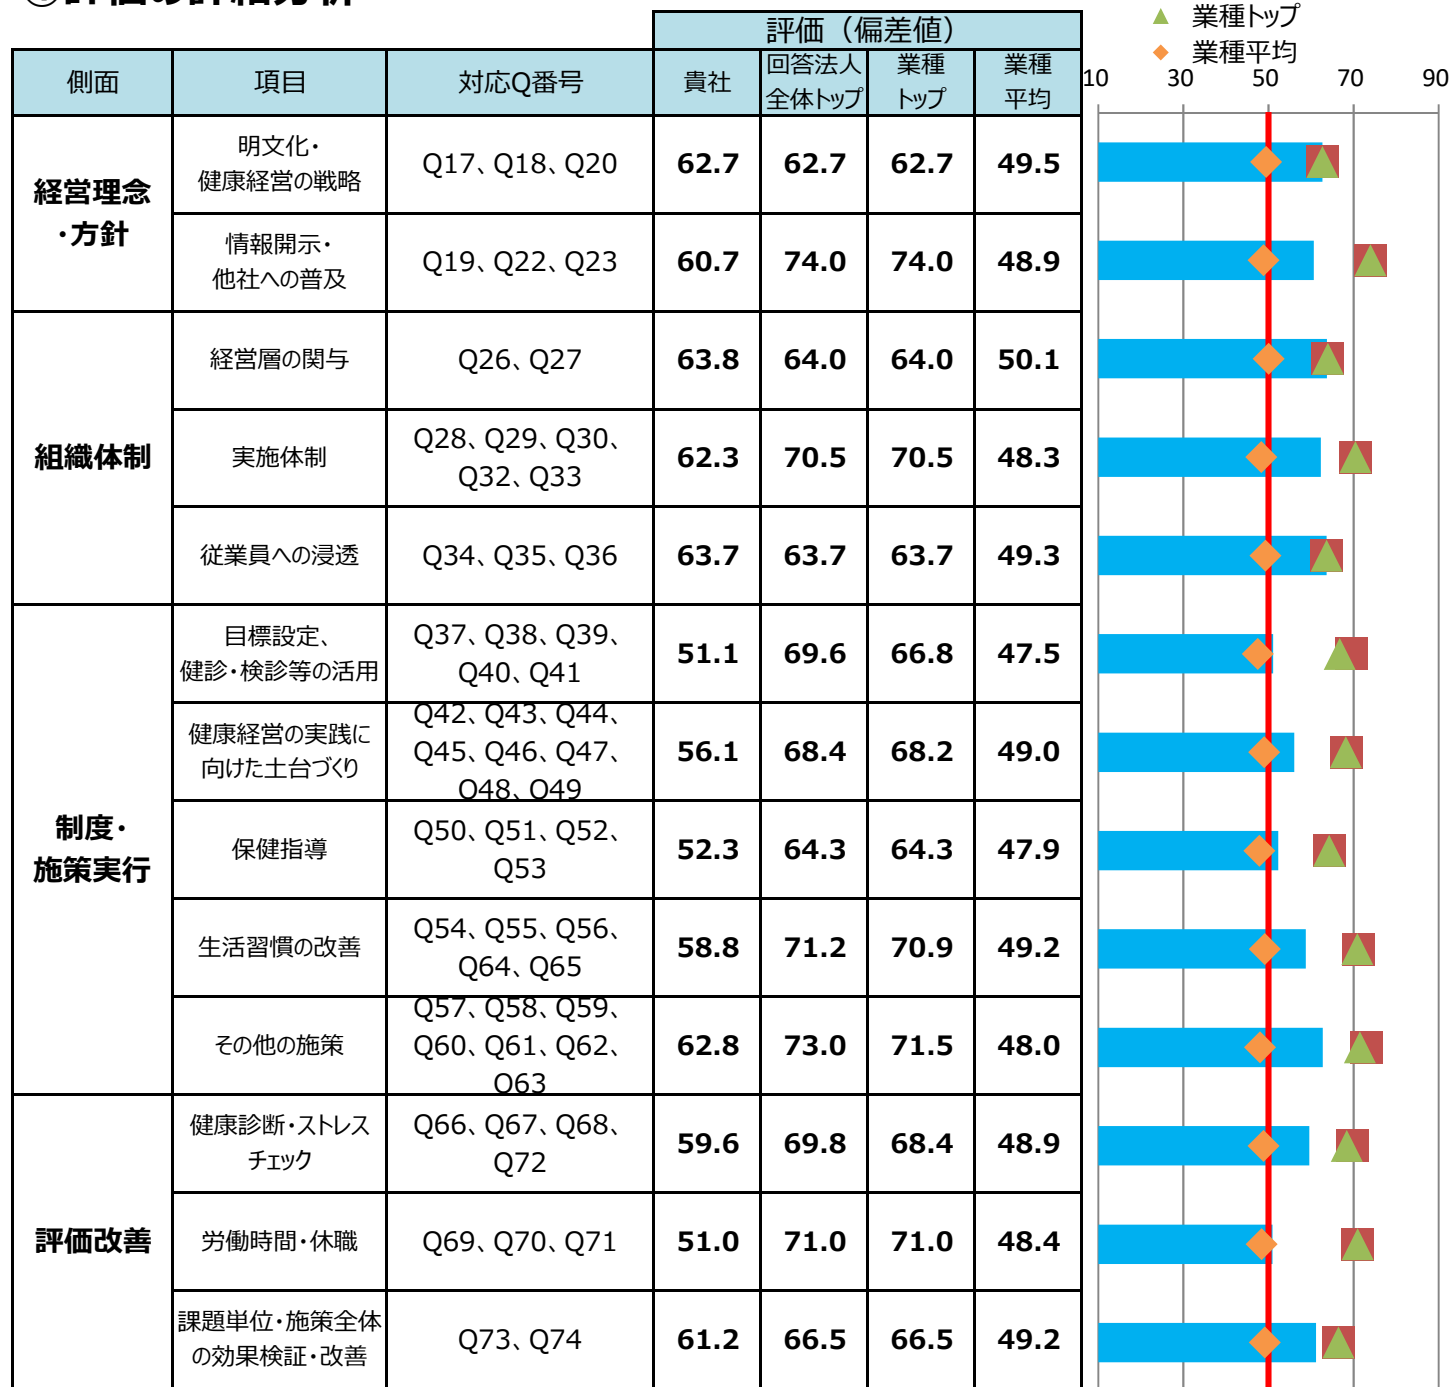 評価（偏差値）
▲ 業種トップ
◆ 業種平均
側面 項目 対応Q番号 貴社 回答法人 業種 業種
全体トップ トップ 平均
10 30 50 70 90
経営理念
・方針
明文化・
健康経営の戦略
Q17、Q18、Q20
62.7 62.7 62.7 49.5
情報開示・
他社への普及
Q19、Q22、Q23
60.7 74.0 74.0 48.9
組織体制
経営層の関与
Q26、Q27
63.8 64.0 64.0 50.1
実施体制
Q28、Q29、Q30、
Q32、Q33
62.3 70.5 70.5 48.3
従業員への浸透
Q34、Q35、Q36
63.7 63.7 63.7 49.3
制度・
施策実行
目標設定、
健診・検診等の活用
Q37、Q38、Q39、
Q40、Q41
51.1 69.6 66.8 47.5
健康経営の実践に
向けた土台づくり
Q42、Q43、Q44、
Q45、Q46、Q47、
Q48、Q49
56.1 68.4 68.2 49.0
保健指導
Q50、Q51、Q52、
Q53
52.3 64.3 64.3 47.9
生活習慣の改善
Q54、Q55、Q56、
Q64、Q65
58.8 71.2 70.9 49.2
その他の施策
Q57、Q58、Q59、
Q60、Q61、Q62、
Q63
62.8 73.0 71.5 48.0
評価改善
健康診断・ストレス
チェック
Q66、Q67、Q68、
Q72
59.6 69.8 68.4 48.9
労働時間・休職
Q69、Q70、Q71
51.0 71.0 71.0 48.4
課題単位・施策全体
の効果検証・改善
Q73、Q74
61.2 66.5 66.5 49.2